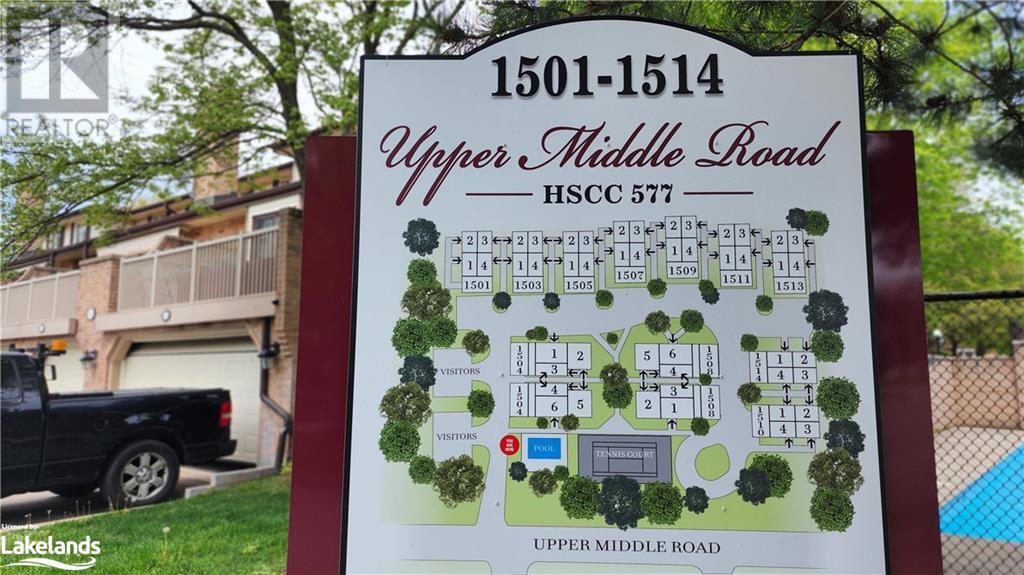 REALTOR®
1501-1514
Upper Middle Road
HSCC 577
2 3 2 3 2 3 2 3 2 3 2 3 2 3
1 4 1 4 1 4 1 4 1 4 1 4 1 4
1501 1503 1505 1507 1509 1511 1513
VISITORS
1504 1 2
3
1504 4
6 5
5 6 1508
4
3 1508
2 1
1514 1 2
4 3
1510 1 2
4 3
VISITORS
YOU ARE HERE
POOL
TENNIS COURT
UPPER MIDDLE ROAD
Licensed by:
Lakelands